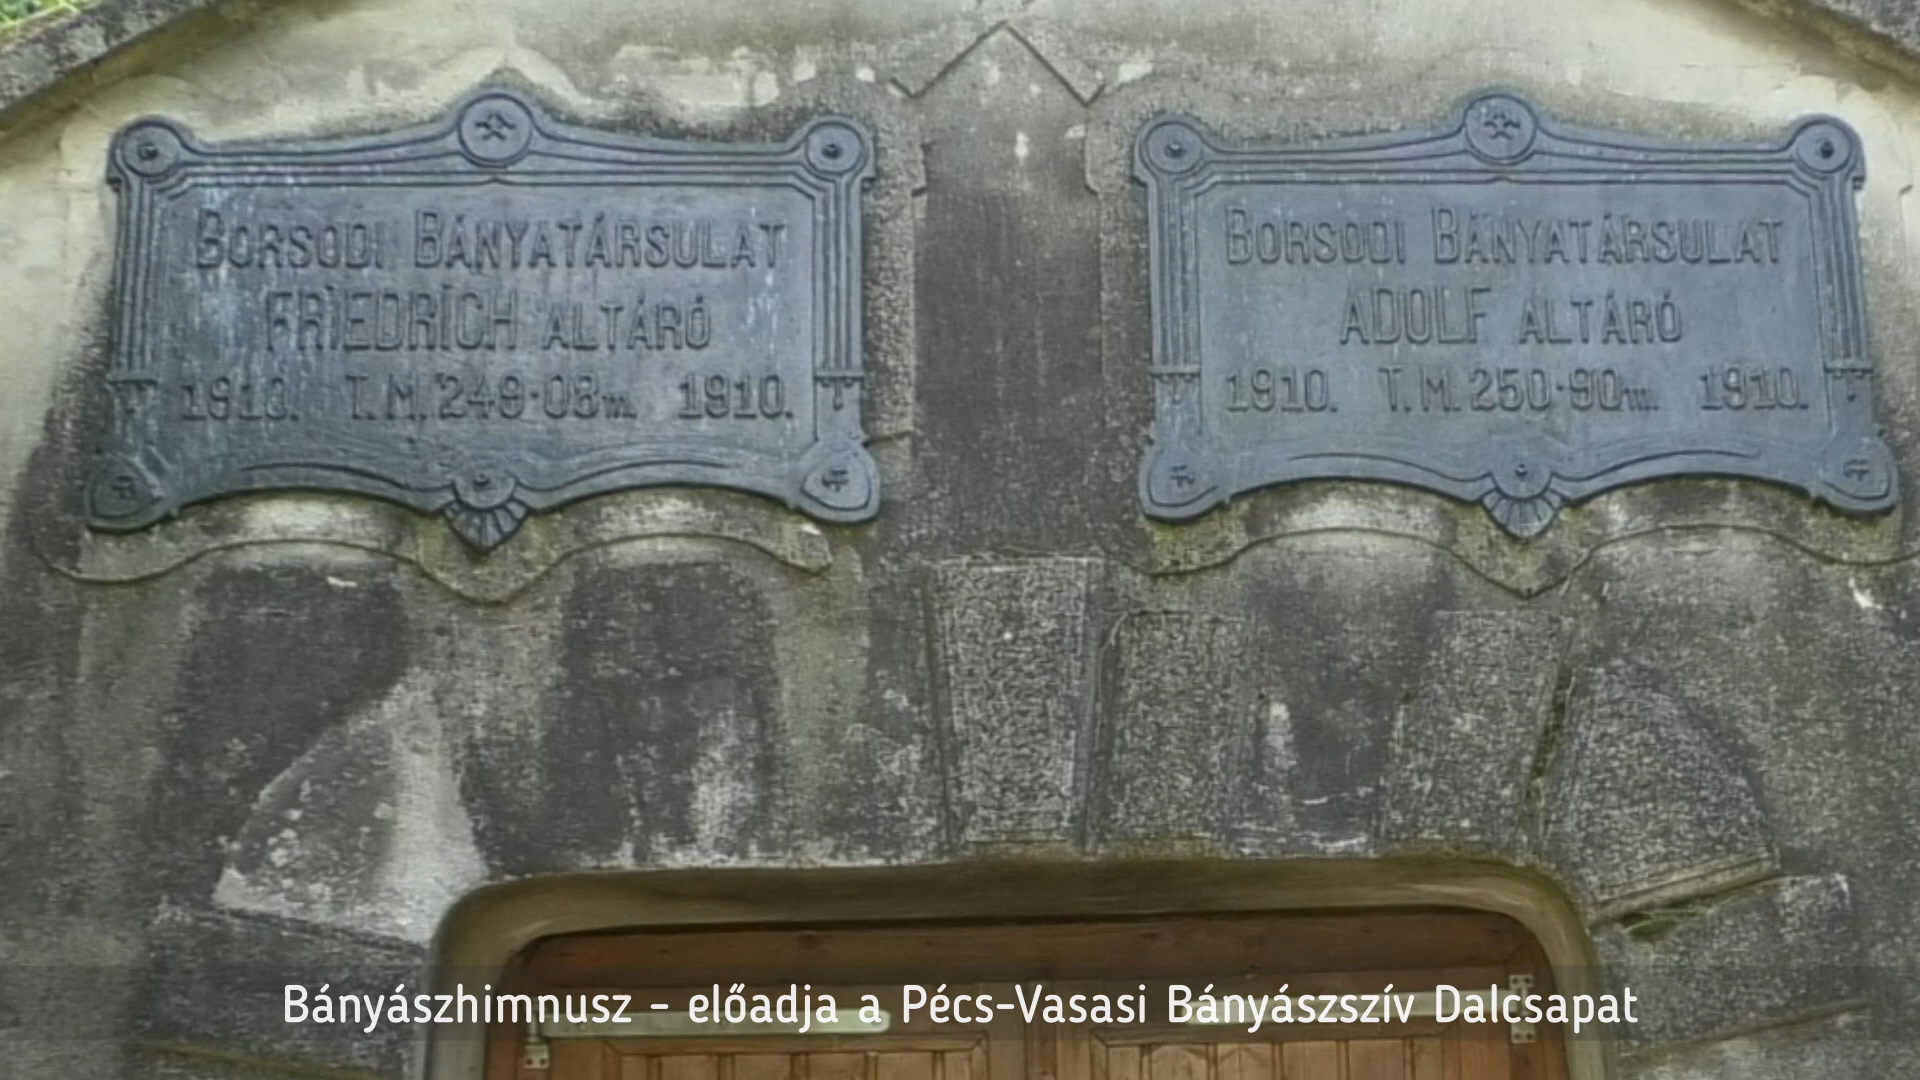 BORSODI BÁNYATÁRSULAT
FRIEDRICH ALTÁRÓ
1910. T.M. 249·08m. 1910.
BORSODI BÁNYATÁRSULAT
ADOLF ALTÁRÓ
1910. T.M. 250·90m. 1910.
Bányászhimnusz - előadja a Pécs-Vasasi Bányászszív Dalcsapat